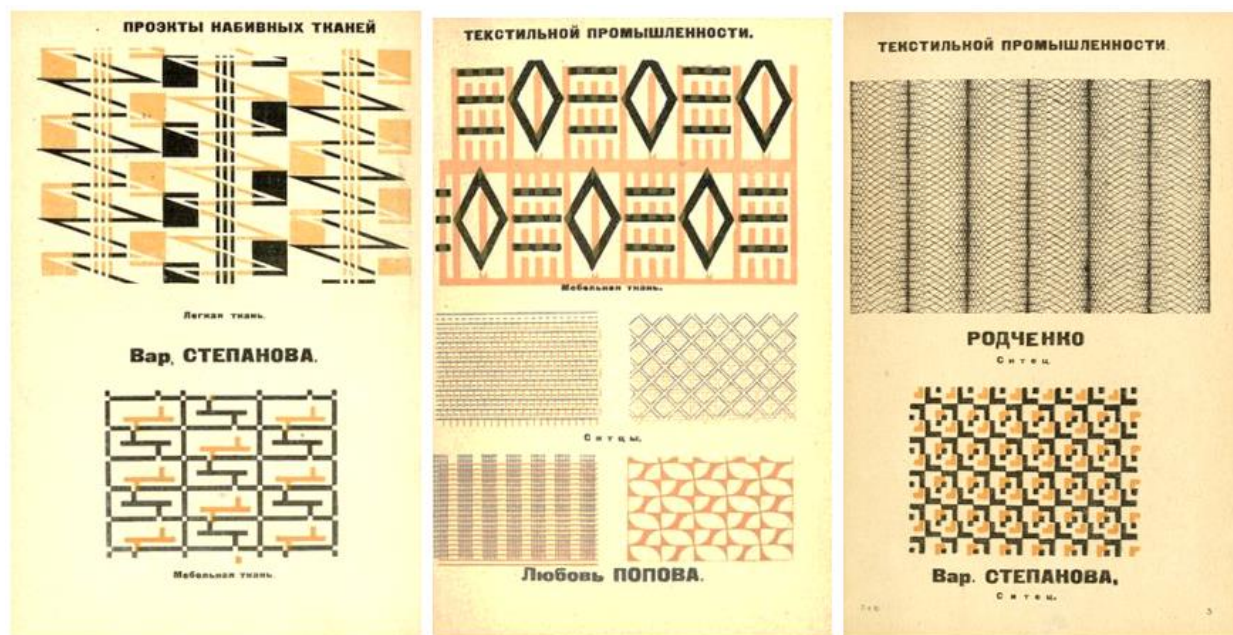 ПРОЭКТЫ НАБИВНЫХ ТКАНЕЙ
Легкая ткань.
Вар, СТЕПАНОВА.
Мебельная ткань.
ТЕКСТИЛЬНОЙ ПРОМЫШЛЕННОСТИ.
Мебельная ткань.
Ситцы.
Любовь ПОПОВА.
ТЕКСТИЛЬНОЙ ПРОМЫШЛЕННОСТИ
РОДЧЕНКО
Ситец
Вар. СТЕПАНОВА,
Ситец.
3